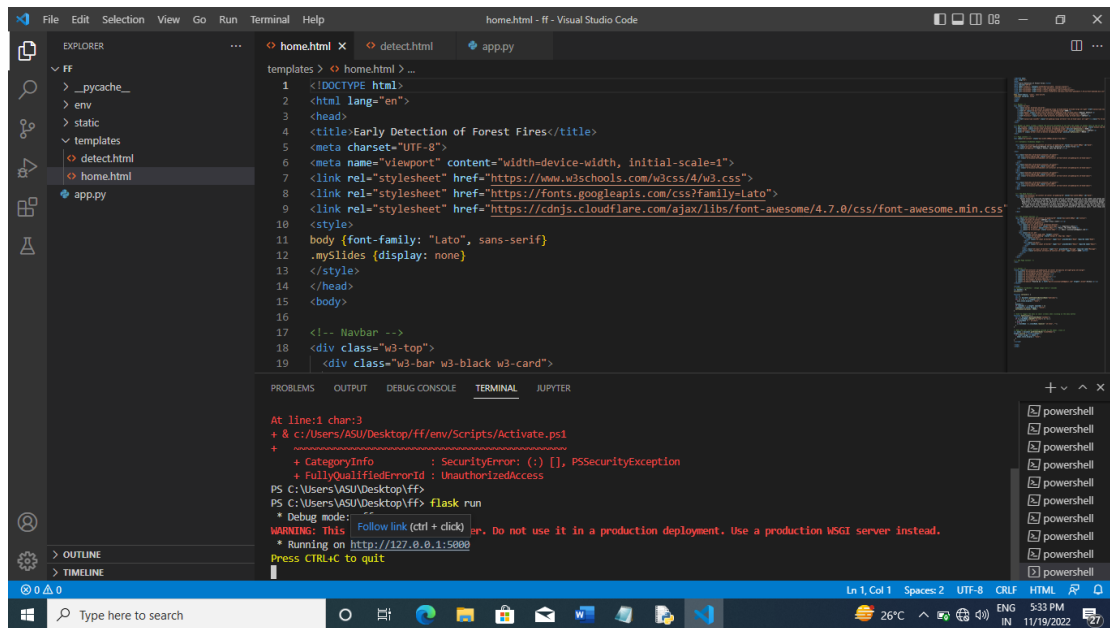 File Edit Selection View Go Run Terminal Help
home.html - ff - Visual Studio Code
EXPLORER
FF
__pycache__
env
static
templates
detect.html
home.html
app.py
OUTLINE
TIMELINE
home.html
detect.html
app.py
templates > home.html > ...
1 <!DOCTYPE html>
2 <html lang="en">
3 <head>
4 <title>Early Detection of Forest Fires</title>
5 <meta charset="UTF-8">
6 <meta name="viewport" content="width=device-width, initial-scale=1">
7 <link rel="stylesheet" href="https://www.w3schools.com/w3css/4/w3.css">
8 <link rel="stylesheet" href="https://fonts.googleapis.com/css?family=Lato">
9 <link rel="stylesheet" href="https://cdnjs.cloudflare.com/ajax/libs/font-awesome/4.7.0/css/font-awesome.min.css"
10 <style>
11 body {font-family: "Lato", sans-serif}
12 .mySlides {display: none}
13 </style>
14 </head>
15 <body>
16
17 <!-- Navbar -->
18 <div class="w3-top">
19 <div class="w3-bar w3-black w3-card">
PROBLEMS OUTPUT DEBUG CONSOLE TERMINAL JUPYTER
At line:1 char:3
+ & c:/Users/ASU/Desktop/ff/env/Scripts/Activate.ps1
+ ~~~~~~~~~~~~~~~~~~~~~~~~~~~~~~~~~~~~~~~~~~~~~~~~
+ CategoryInfo : SecurityError: (:) [], PSSecurityException
+ FullyQualifiedErrorId : UnauthorizedAccess
PS C:\Users\ASU\Desktop\ff>
PS C:\Users\ASU\Desktop\ff> flask run
* Debug mode:
Follow link (ctrl + click)
WARNING: This er. Do not use it in a production deployment. Use a production WSGI server instead.
* Running on http://127.0.0.1:5000
Press CTRL+C to quit
powershell
powershell
powershell
powershell
powershell
powershell
powershell
powershell
powershell
powershell
0 0
Ln 1, Col 1 Spaces: 2 UTF-8 CRLF HTML
Type here to search
26°C
ENG
IN
5:33 PM
11/19/2022
27